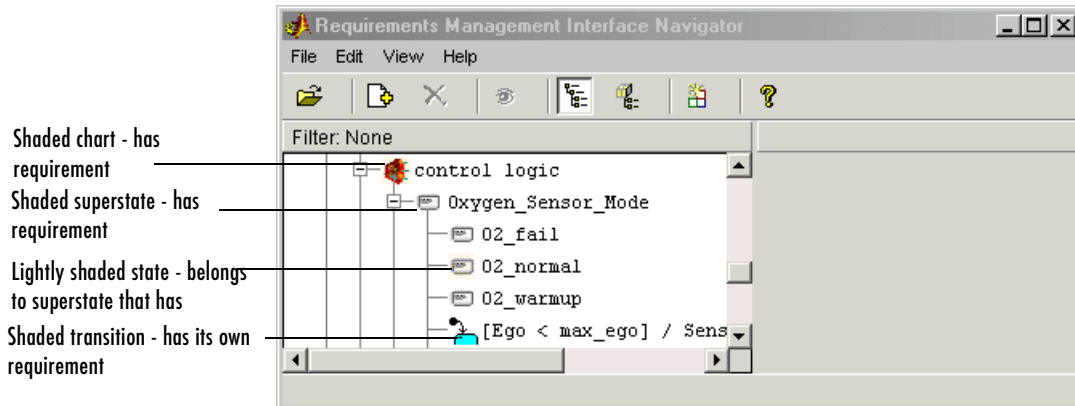 Requirements Management Interface Navigator
File Edit View Help
Filter: None
Shaded chart - has
requirement
Shaded superstate - has
requirement
Lightly shaded state - belongs
to superstate that has
Shaded transition - has its own
requirement
control logic
Oxygen_Sensor_Mode
O2_fail
O2_normal
O2_warmup
[Ego < max_ego] / Sens